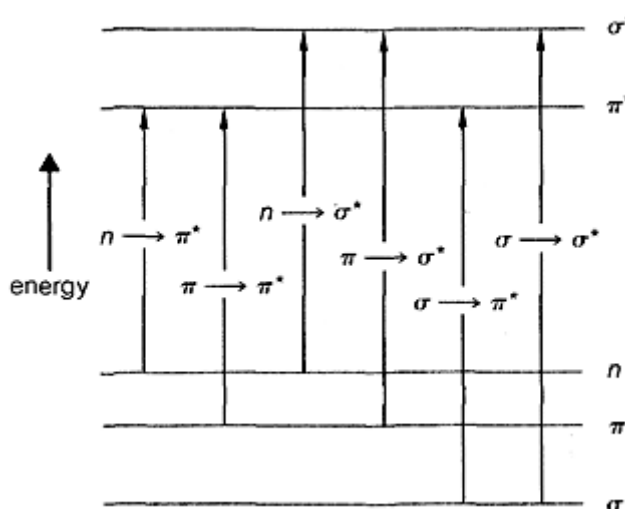 σ*
π*
n ⟶ σ*
n ⟶ π*
π ⟶ σ*
σ ⟶ σ*
energy
π ⟶ π*
σ ⟶ π*
n
π
σ